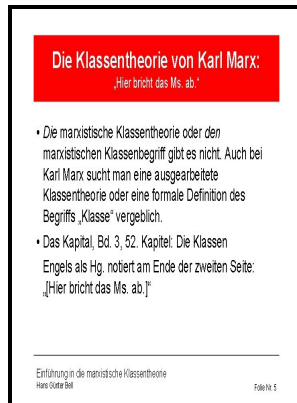 Die Klassentheorie von Karl Marx:
„Hier bricht das Ms. ab.“
• Die marxistische Klassentheorie oder den
marxistischen Klassenbegriff gibt es nicht. Auch bei
Karl Marx sucht man eine ausgearbeitete
Klassentheorie oder eine formale Definition des
Begriffs „Klasse“ vergeblich.
• Das Kapital, Bd. 3, 52. Kapitel: Die Klassen
Engels als Hg. notiert am Ende der zweiten Seite:
„[Hier bricht das Ms. ab.]“
Einführung in die marxistische Klassentheorie
Hans Günter Bell
Folie Nr. 5